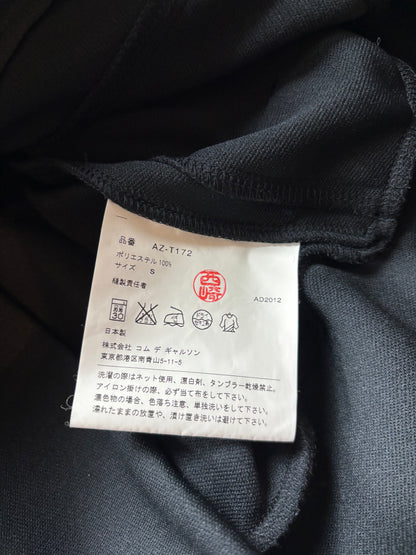 品番 AZ-T172
ポリエステル 100%
サイズ S
縫製責任者
西崎
AD2012
30
日本製
株式会社 コム デ ギャルソン
東京都港区南青山5-11-5
洗濯の際はネット使用、漂白剤、タンブラー乾燥禁止。
アイロン掛けの際、必ず当て布をして下さい。
濃色物の場合、色落ち注意、単独洗いをして下さい。
濡れたままの放置や、漬け置き洗いは避けて下さい。